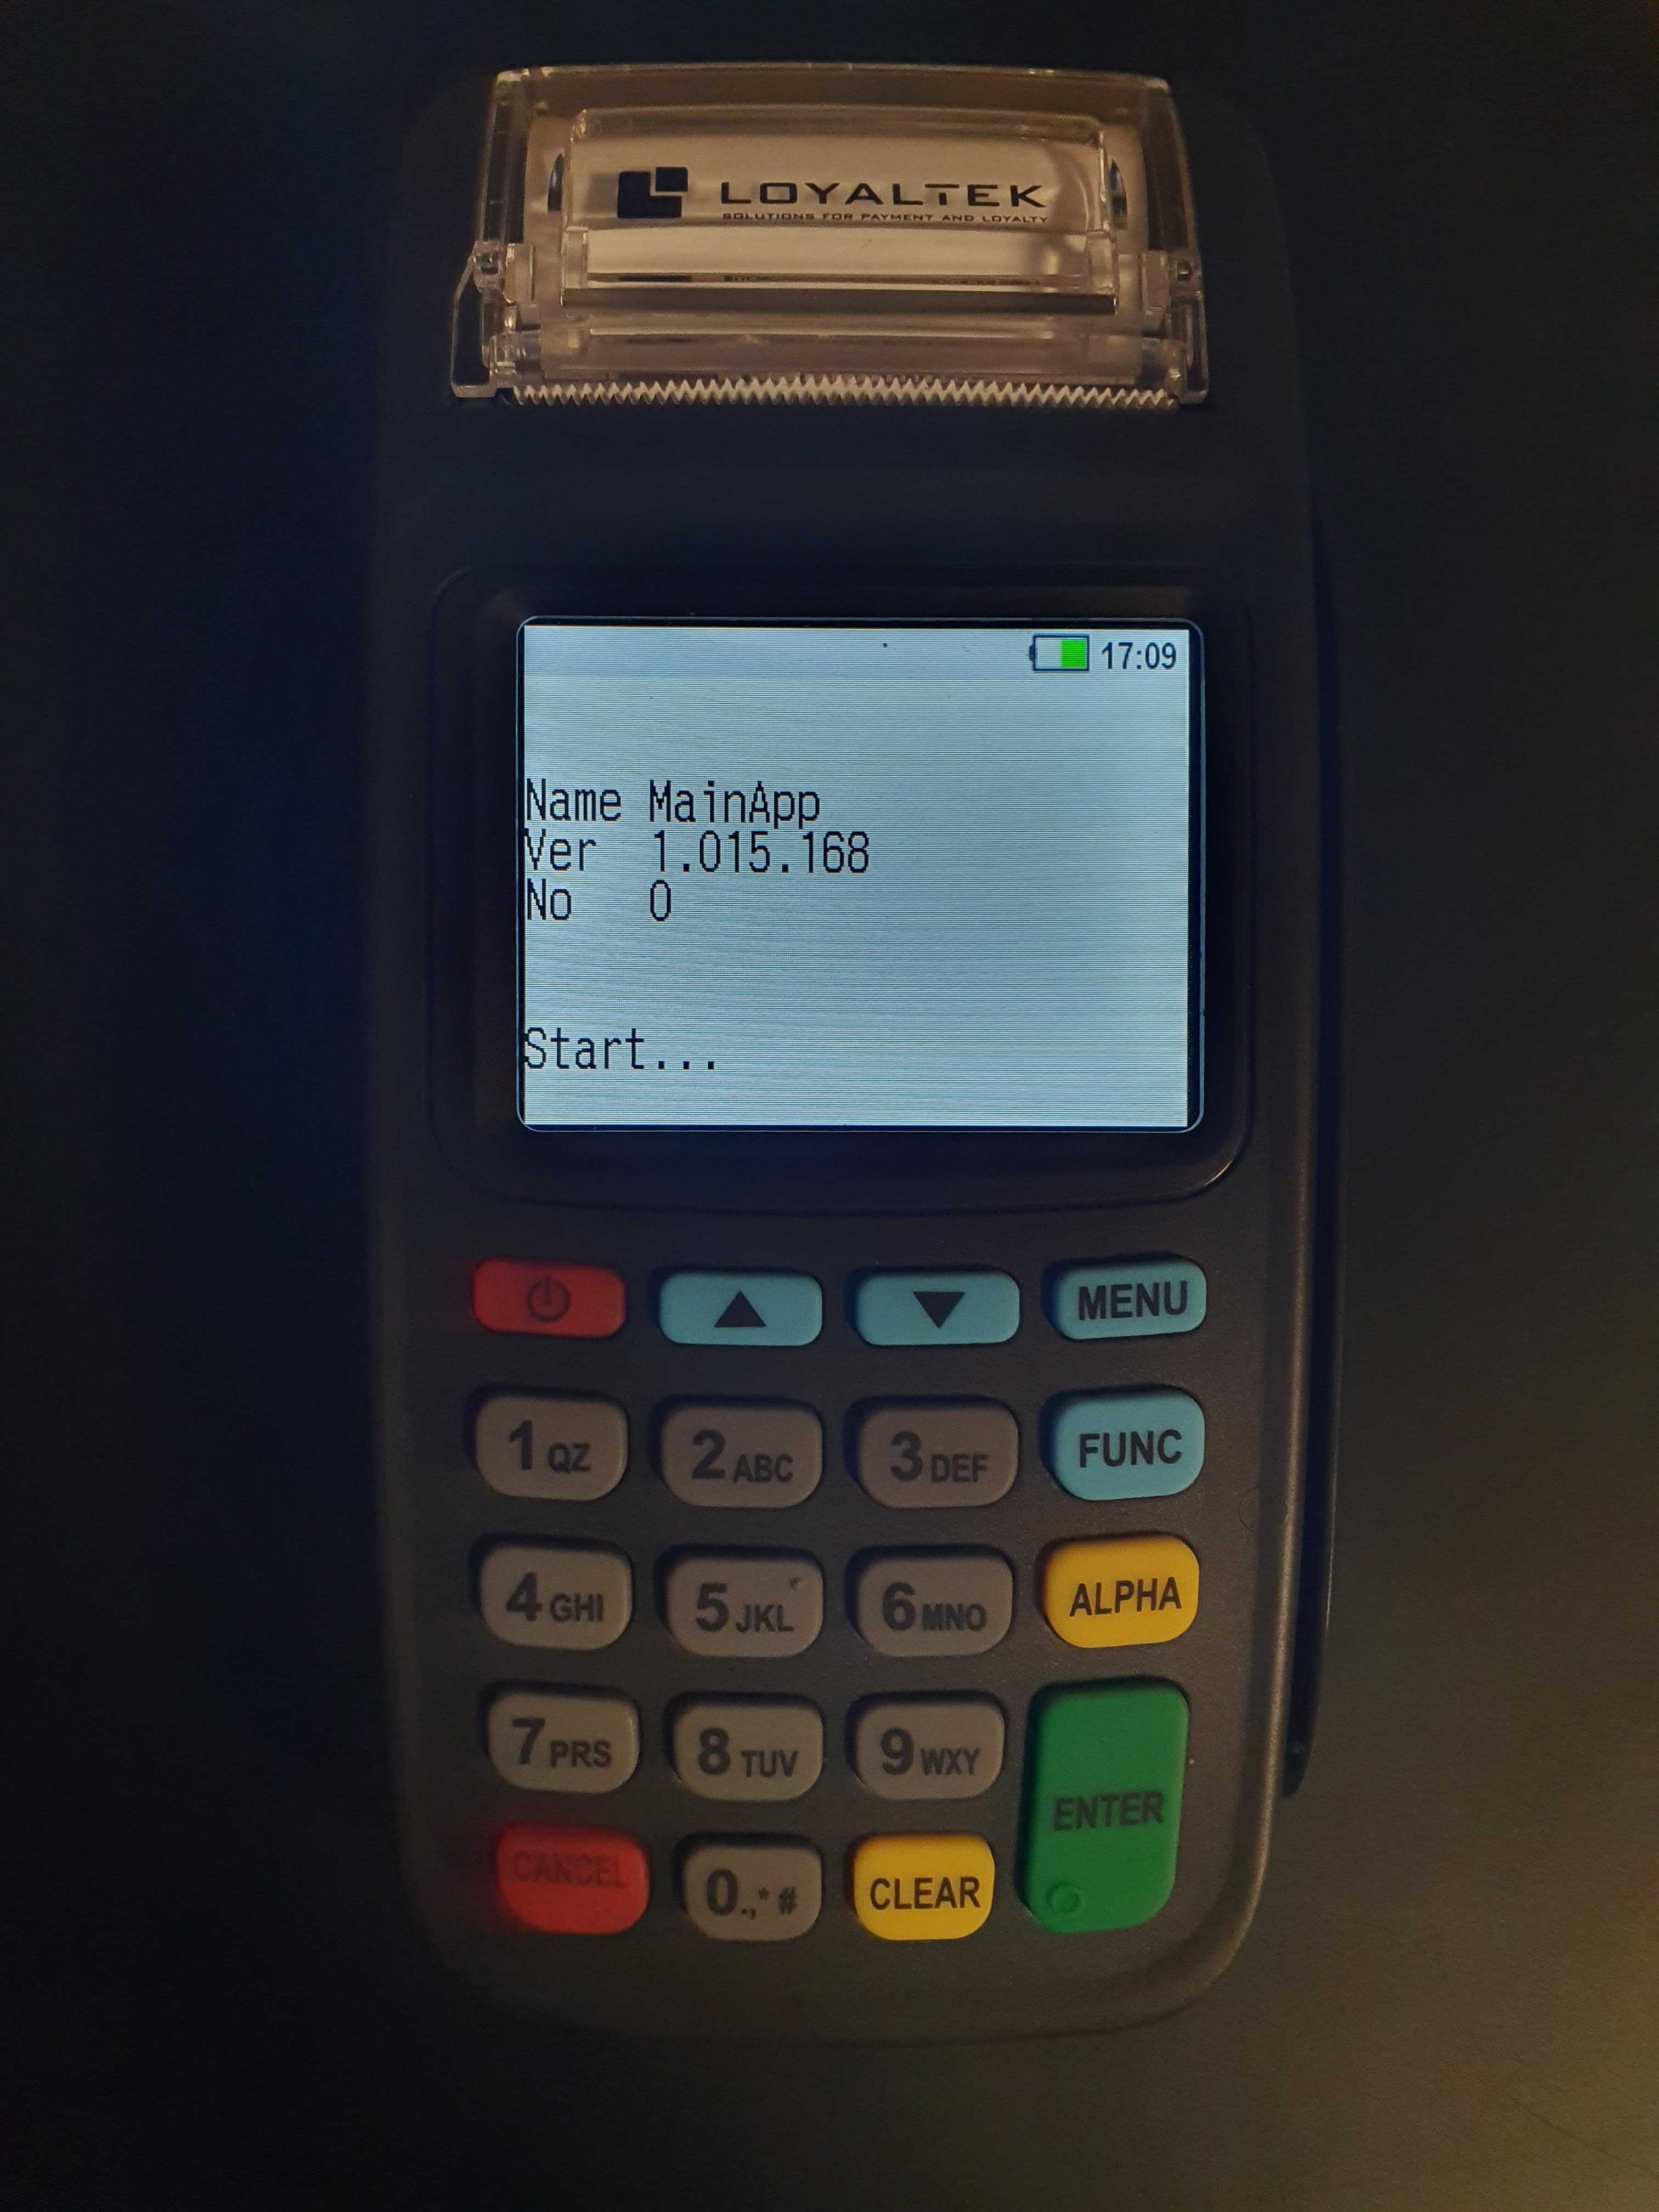 LOYALTEK
SOLUTIONS FOR PAYMENT AND LOYALTY
17:09
Name MainApp
Ver 1.015.168
No 0
Start...
MENU
1 QZ 2 ABC 3 DEF FUNC
4 GHI 5 JKL 6 MNO ALPHA
7 PRS 8 TUV 9 WXY
ENTER
CANCEL 0.,*# CLEAR